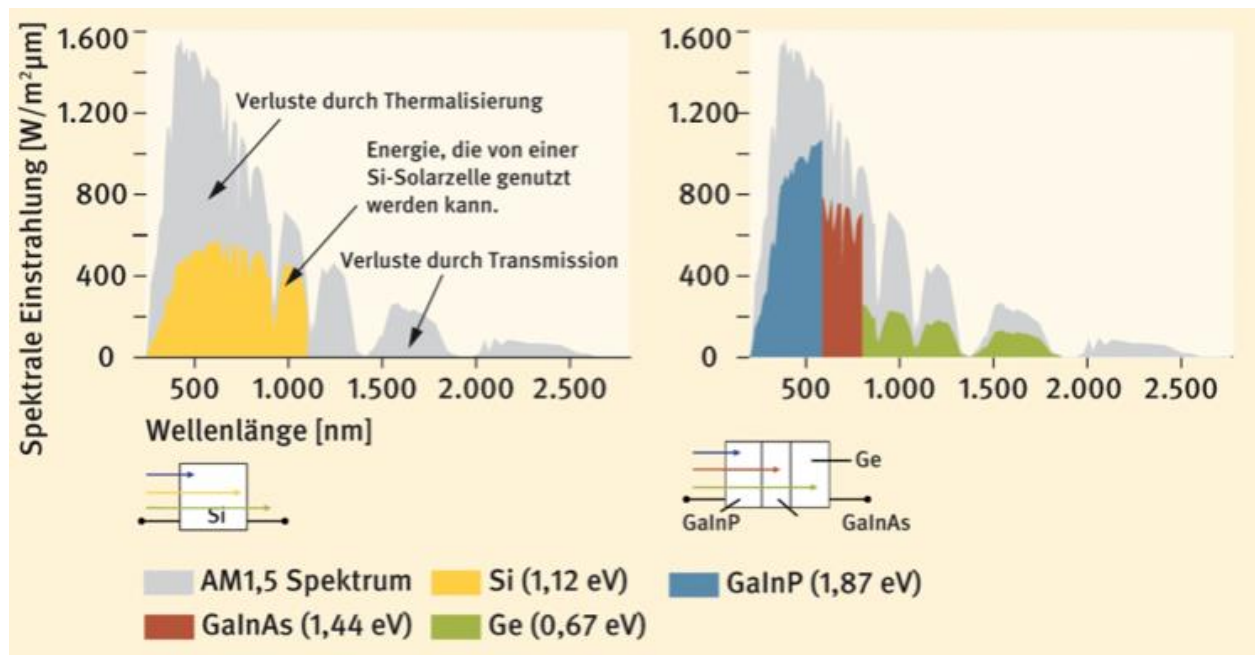 Spektrale Einstrahlung [W/m²µm]
1.600
1.200
800
400
0
Verluste durch Thermalisierung
Energie, die von einer
Si-Solarzelle genutzt
werden kann.
Verluste durch Transmission
500 1.000 1.500 2.000 2.500
Wellenlänge [nm]
Si
1.600
1.200
800
400
0
500 1.000 1.500 2.000 2.500
Ge
GaInP
GaInAs
AM1,5 Spektrum
Si (1,12 eV)
GaInP (1,87 eV)
GaInAs (1,44 eV)
Ge (0,67 eV)